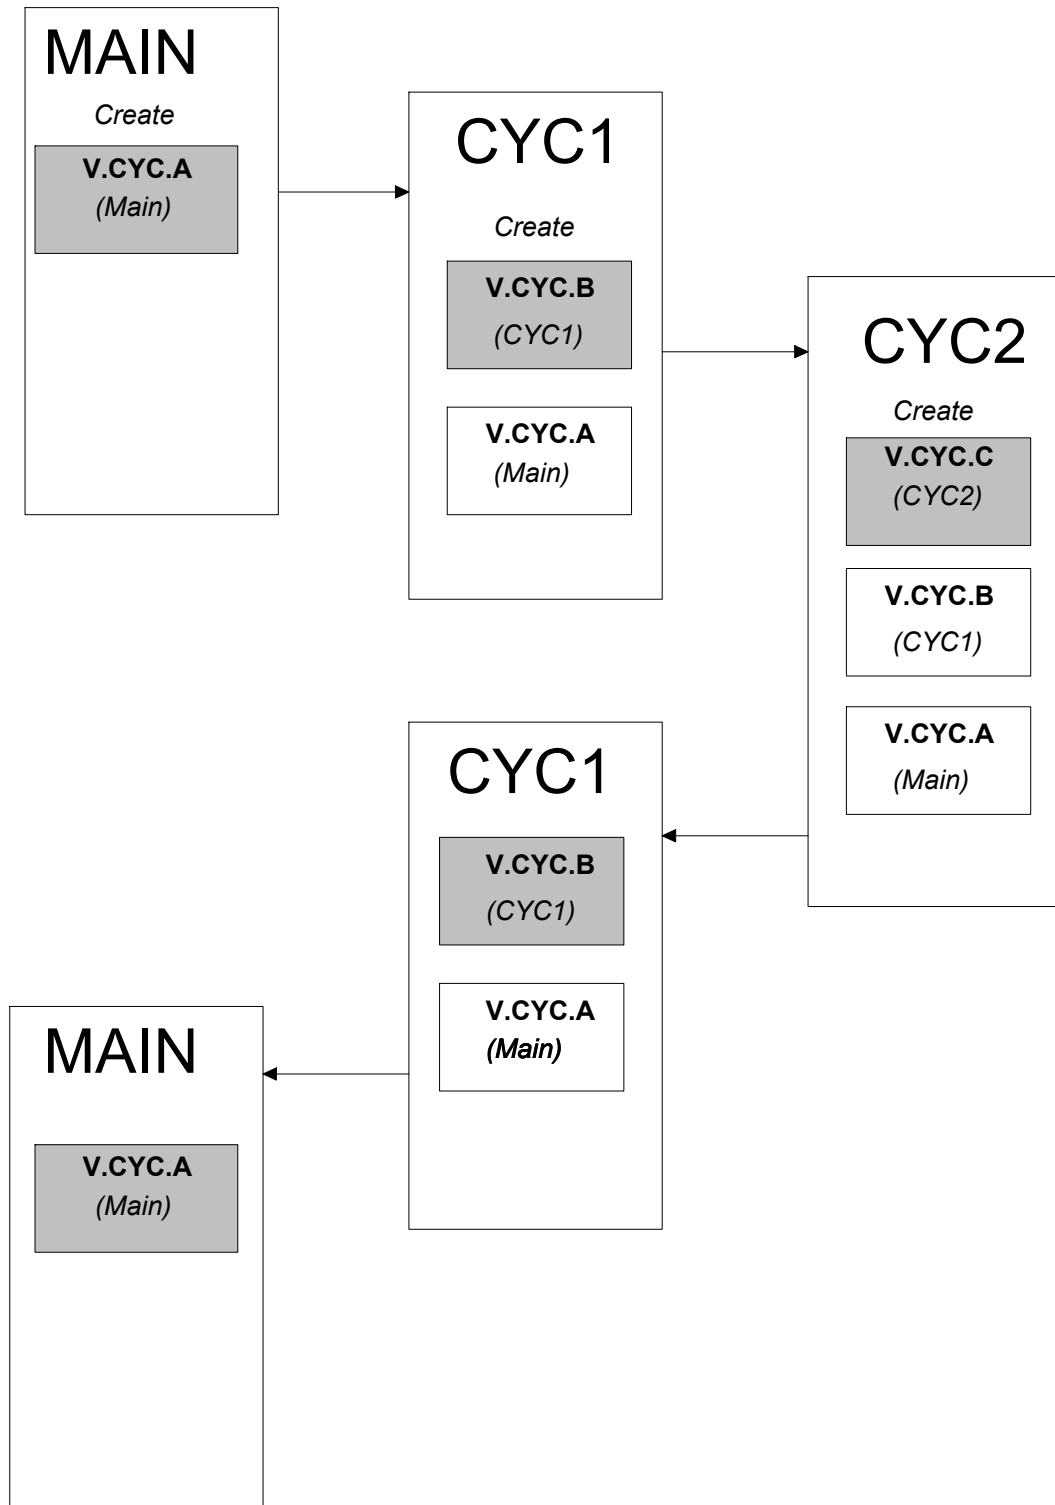 MAIN
Create
V.CYC.A
(Main)
CYC1
Create
V.CYC.B
(CYC1)
V.CYC.A
(Main)
CYC2
Create
V.CYC.C
(CYC2)
V.CYC.B
(CYC1)
V.CYC.A
(Main)
CYC1
V.CYC.B
(CYC1)
V.CYC.A
(Main)
MAIN
V.CYC.A
(Main)